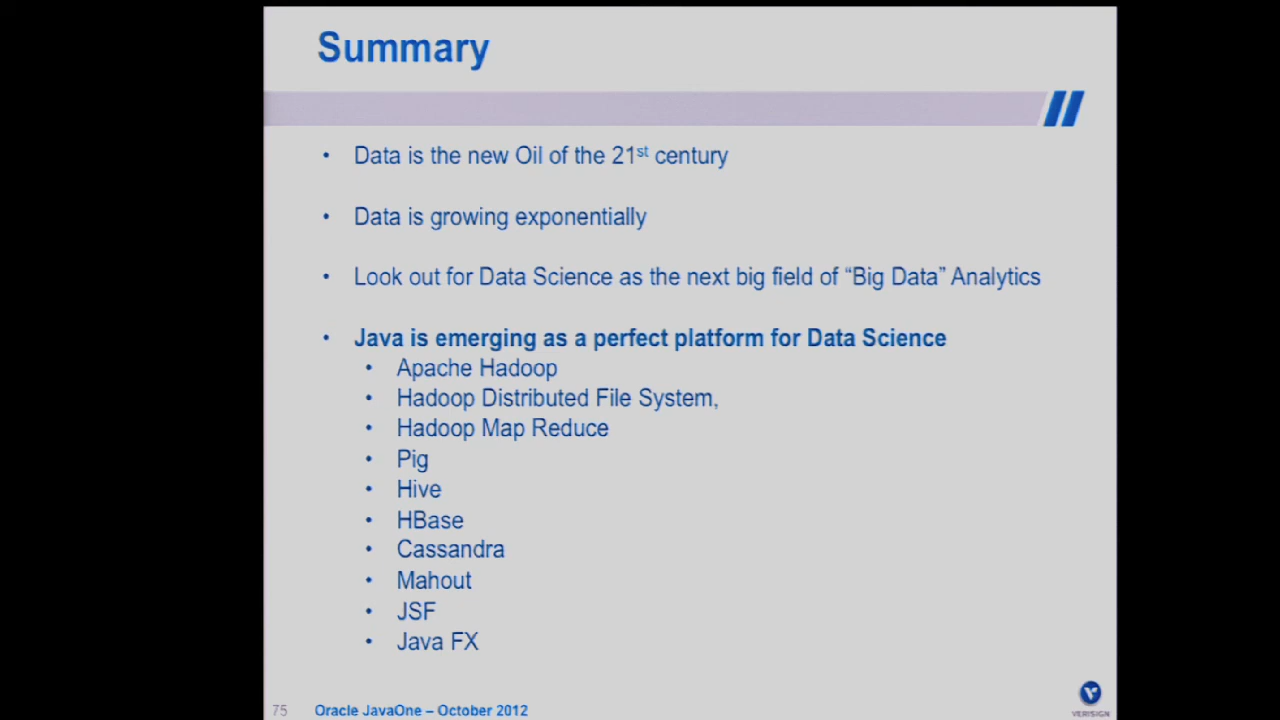 Summary
• Data is the new Oil of the 21st century
• Data is growing exponentially
• Look out for Data Science as the next big field of “Big Data” Analytics
• Java is emerging as a perfect platform for Data Science
• Apache Hadoop
• Hadoop Distributed File System,
• Hadoop Map Reduce
• Pig
• Hive
• HBase
• Cassandra
• Mahout
• JSF
• Java FX
75 Oracle JavaOne – October 2012
VERISIGN